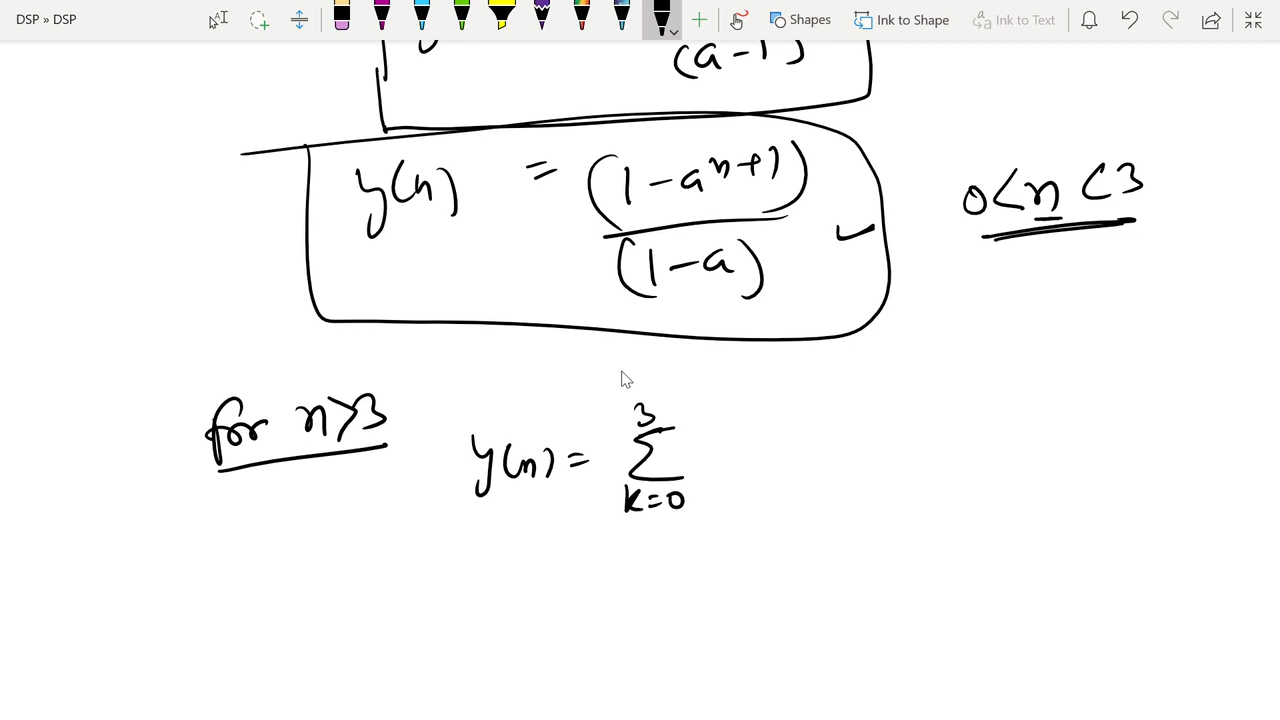 DSP » DSP Shapes Ink to Shape Ink to Text
(a-1)
y(n) = (1-a^{n+1}) / (1-a) ✓ 0<n<3
for n>3 y(n) = 3 Σ k=0